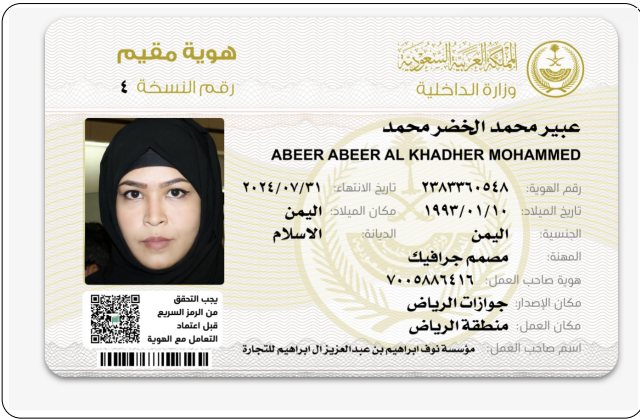 المملكة العربية السعودية
وزارة الداخلية
هوية مقيم
رقم النسخة ٤
عبير محمد الخضر محمد
ABEER ABEER AL KHADHER MOHAMMED
رقم الهوية: ٢٣٨٣٣٦٠٥٤٨ تاريخ الانتهاء: ٢٠٢٤/٠٧/٣١
تاريخ الميلاد: ١٩٩٣/٠١/١٠ مكان الميلاد: اليمن
الجنسية: اليمن الديانة: الاسلام
المهنة: مصمم جرافيك
هوية صاحب العمل: ٧٠٠٥٨٨٦٤١٦
مكان الإصدار: جوازات الرياض
مكان العمل: منطقة الرياض
اسم صاحب العمل: مؤسسة نوف ابراهيم بن عبدالعزيز ال ابراهيم للتجارة
يجب التحقق
من الرمز السريع
قبل اعتماد
التعامل مع الهوية